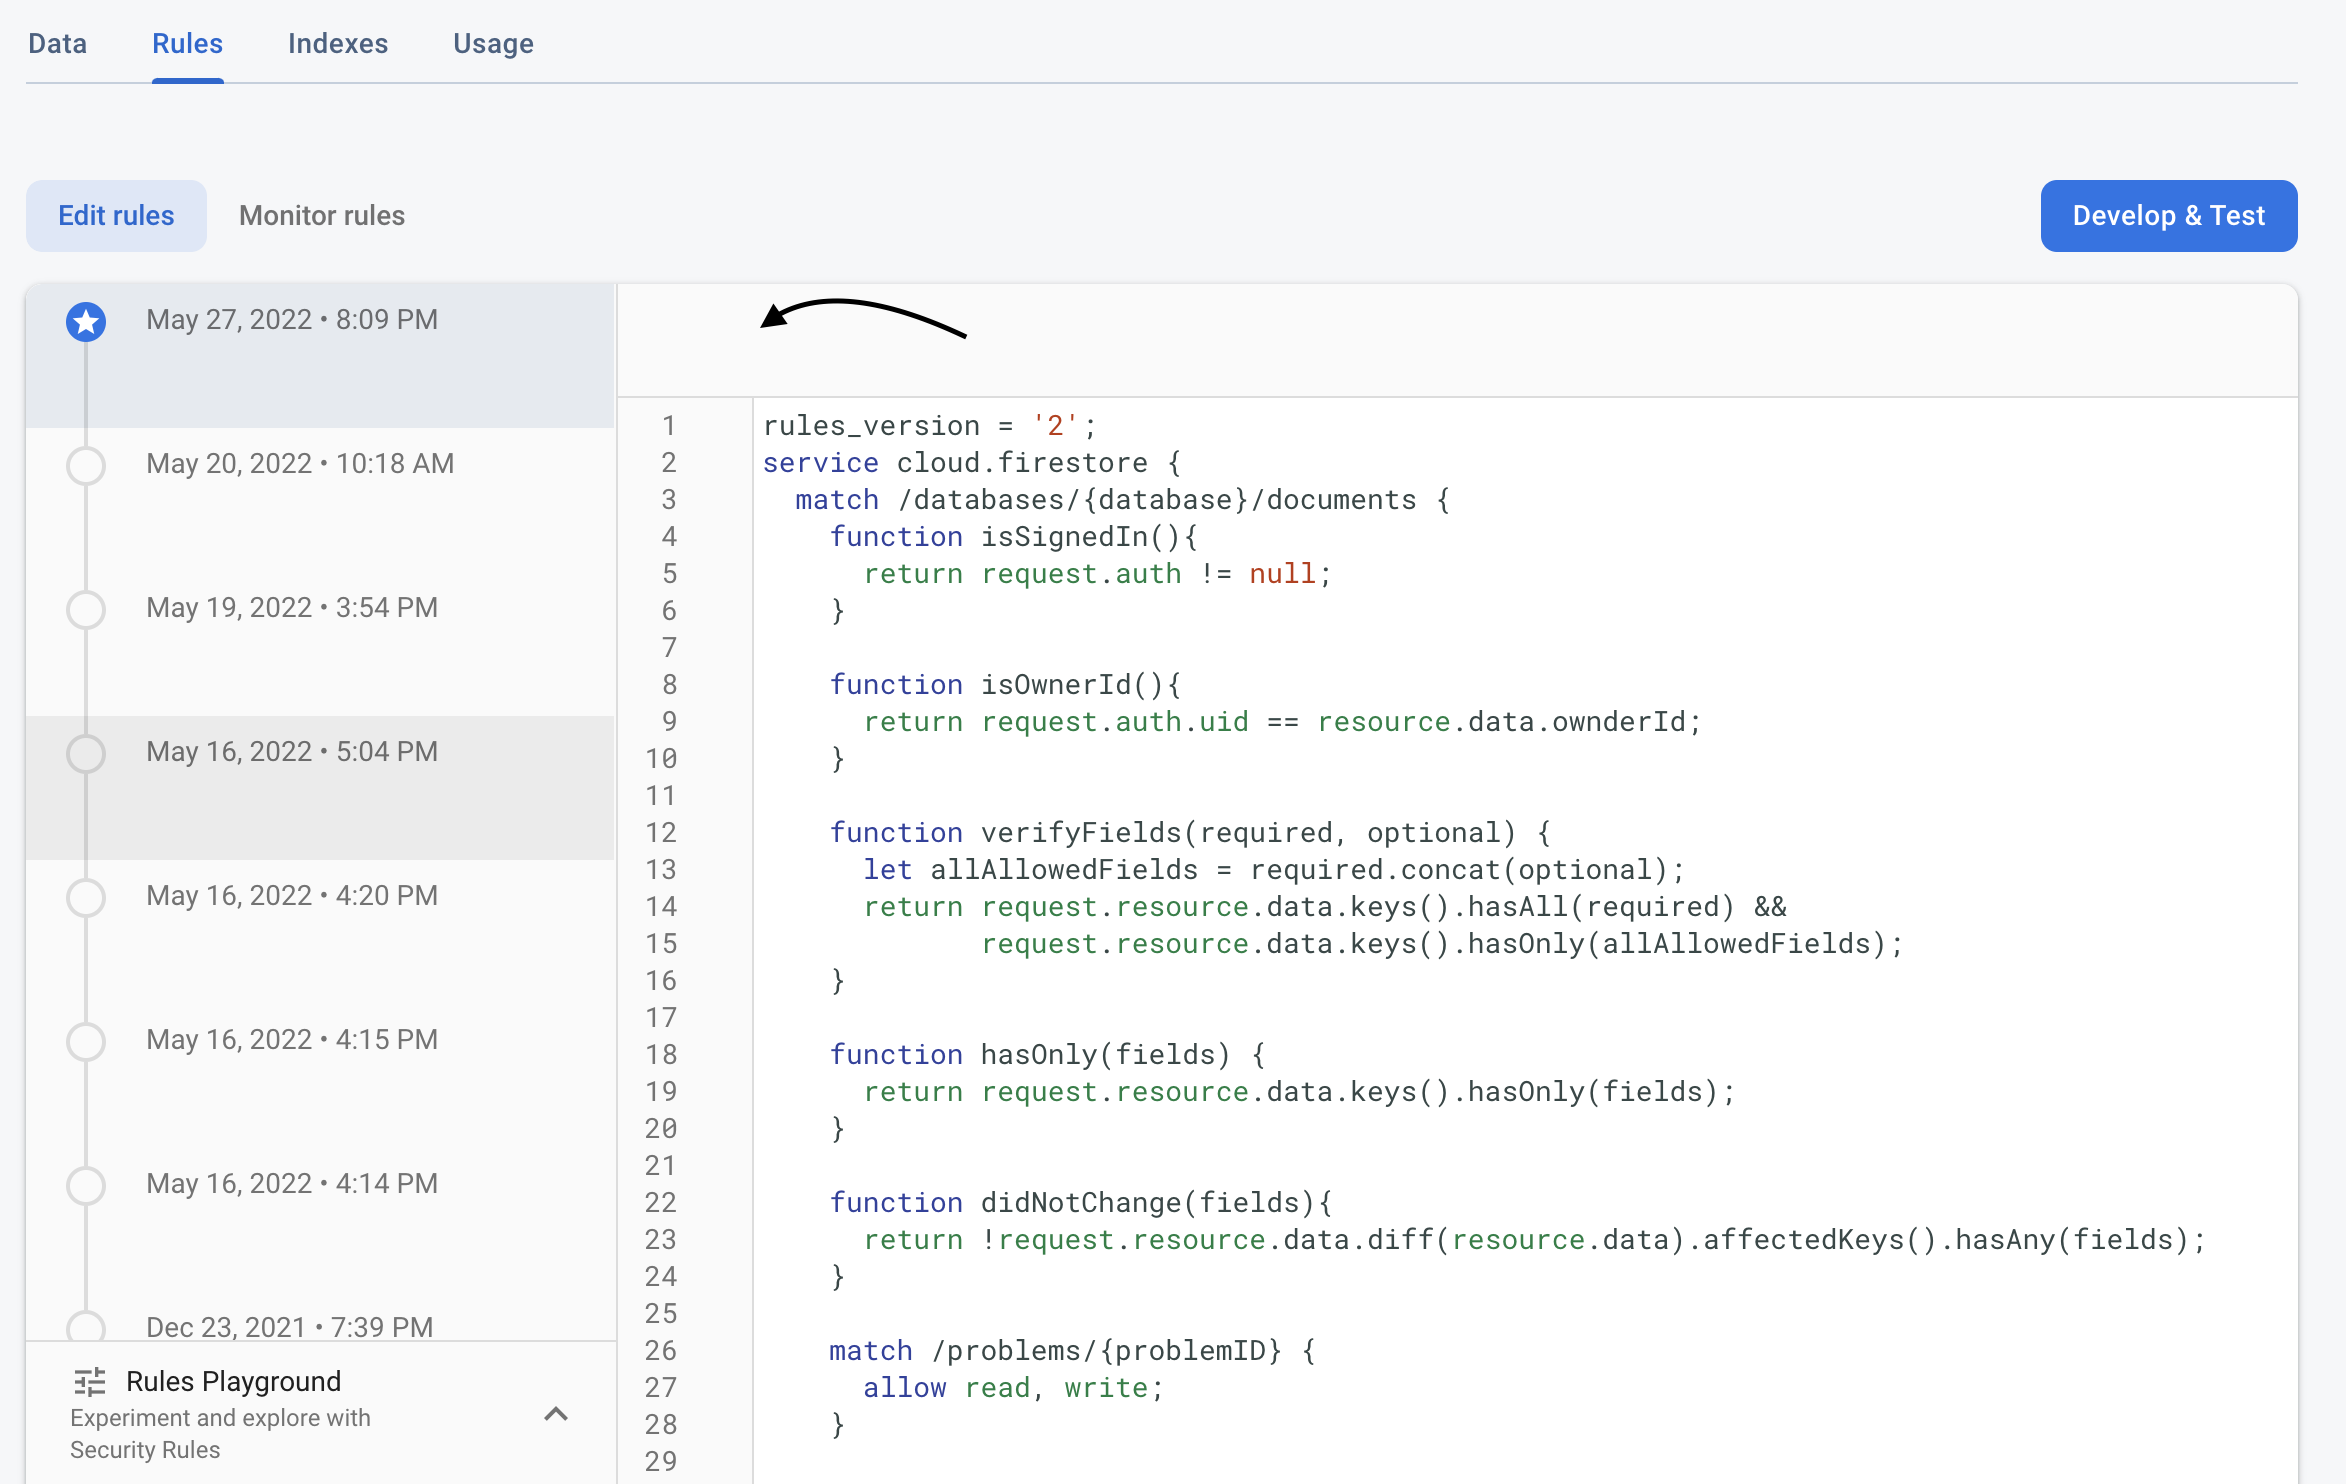 Data Rules Indexes Usage
Edit rules Monitor rules Develop & Test
May 27, 2022 • 8:09 PM
May 20, 2022 • 10:18 AM
May 19, 2022 • 3:54 PM
May 16, 2022 • 5:04 PM
May 16, 2022 • 4:20 PM
May 16, 2022 • 4:15 PM
May 16, 2022 • 4:14 PM
Dec 23, 2021 • 7:39 PM
Rules Playground
Experiment and explore with
Security Rules
1 rules_version = '2';
2 service cloud.firestore {
3   match /databases/{database}/documents {
4     function isSignedIn(){
5       return request.auth != null;
6     }
7
8     function isOwnerId(){
9       return request.auth.uid == resource.data.ownderId;
10     }
11
12     function verifyFields(required, optional) {
13       let allAllowedFields = required.concat(optional);
14       return request.resource.data.keys().hasAll(required) &&
15              request.resource.data.keys().hasOnly(allAllowedFields);
16     }
17
18     function hasOnly(fields) {
19       return request.resource.data.keys().hasOnly(fields);
20     }
21
22     function didNotChange(fields){
23       return !request.resource.data.diff(resource.data).affectedKeys().hasAny(fields);
24     }
25
26     match /problems/{problemID} {
27       allow read, write;
28     }
29